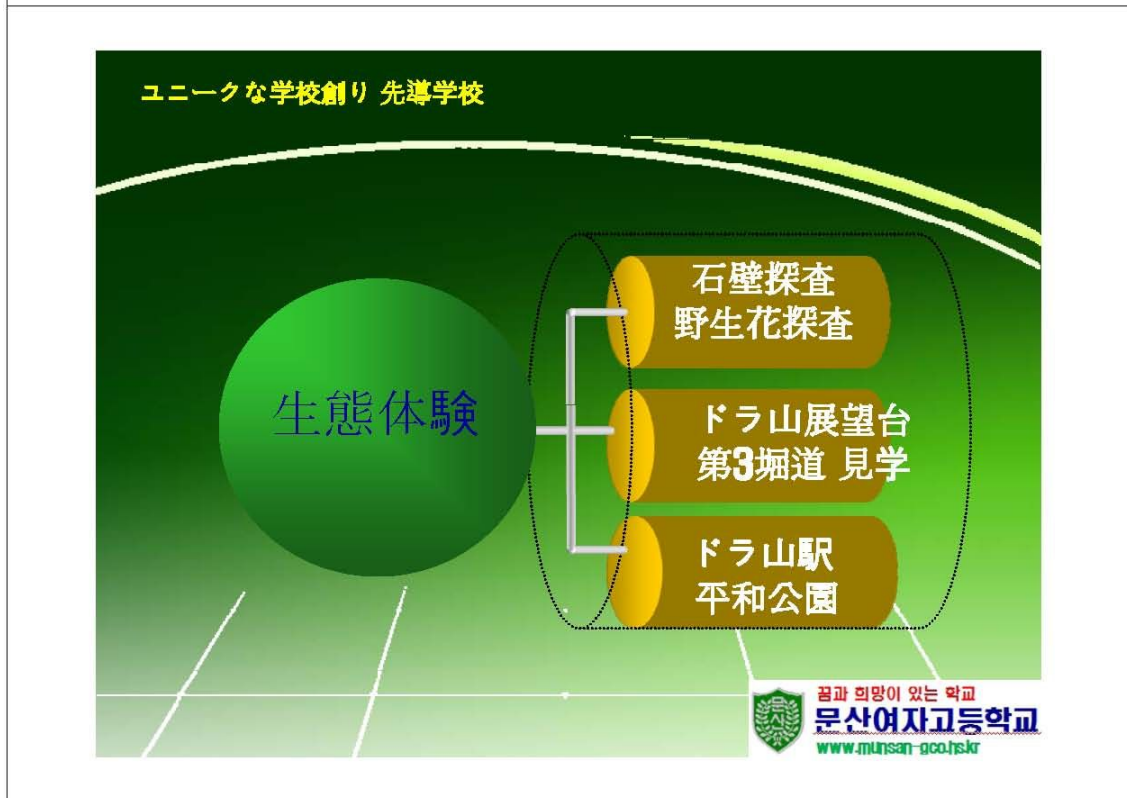 ユニークな学校創り 先導学校
生態体験
石壁探査
野生花探査
ドラ山展望台
第3堀道 見学
ドラ山駅
平和公園
꿈과 희망이 있는 학교
문산여자고등학교
www.munsan-gco.hs.kr